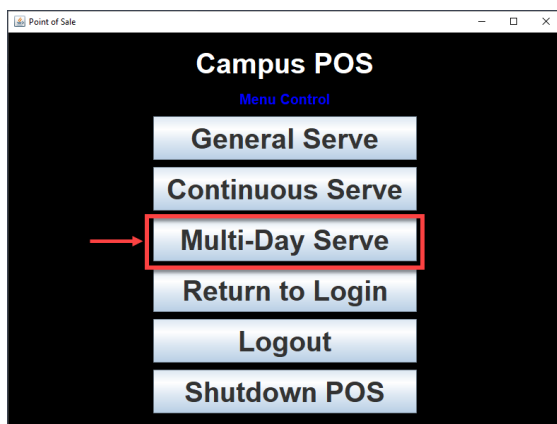 Point of Sale
Campus POS
Menu Control
General Serve
Continuous Serve
Multi-Day Serve
Return to Login
Logout
Shutdown POS